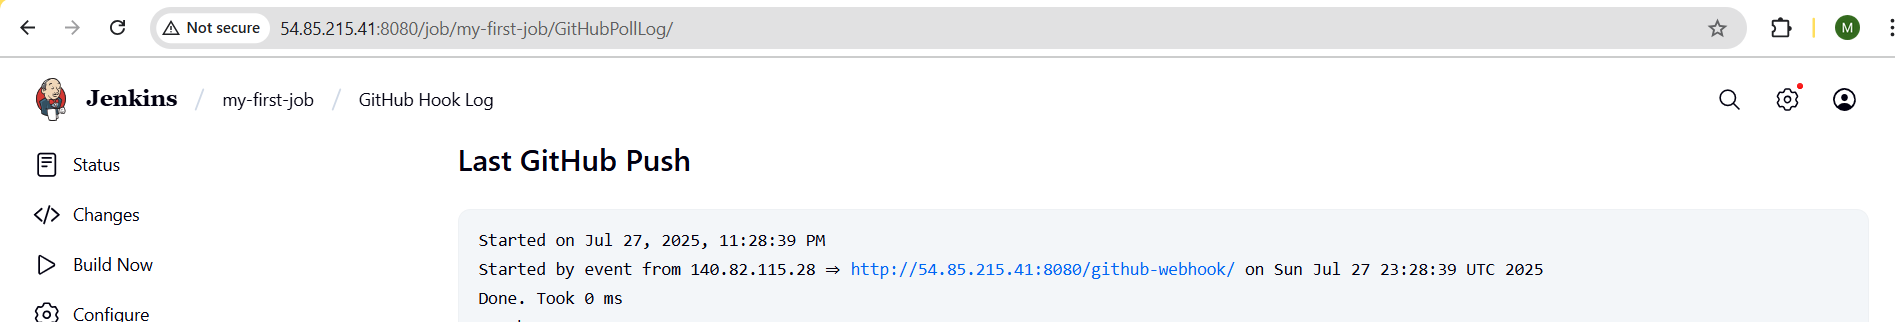 Not secure 54.85.215.41:8080/job/my-first-job/GitHubPollLog/
M
Jenkins / my-first-job / GitHub Hook Log
Status
Changes
Build Now
Configure
Last GitHub Push
Started on Jul 27, 2025, 11:28:39 PM
Started by event from 140.82.115.28 ⇒ http://54.85.215.41:8080/github-webhook/ on Sun Jul 27 23:28:39 UTC 2025
Done. Took 0 ms